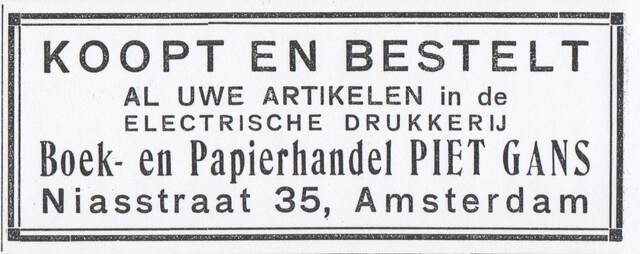 KOOPT EN BESTELT
AL UWE ARTIKELEN in de
ELECTRISCHE DRUKKERIJ
Boek- en Papierhandel PIET GANS
Niasstraat 35, Amsterdam